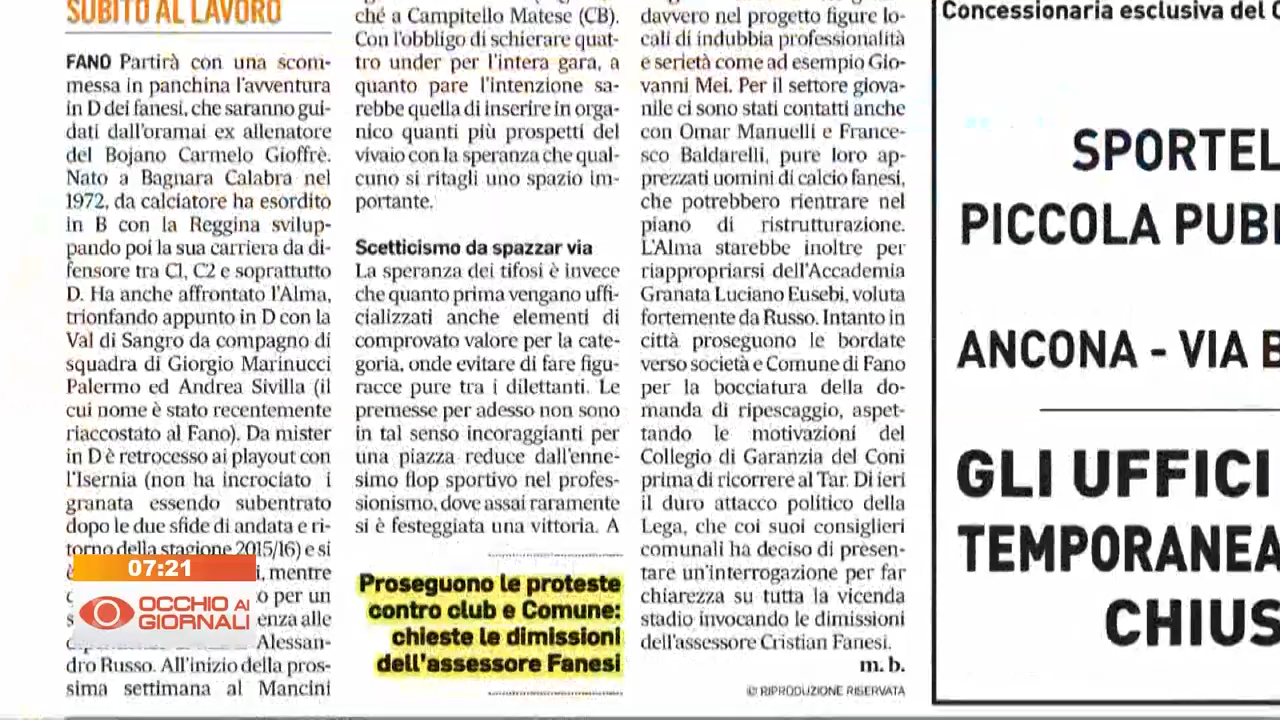 SUBITO AL LAVORO
FANO Partirà con una scom-
messa in panchina l'avventura
in D dei fanesi, che saranno gui-
dati dall'oramai ex allenatore
del Bojano Carmelo Gioffrè.
Nato a Bagnara Calabra nel
1972, da calciatore ha esordito
in B con la Reggina svilup-
pando poi la sua carriera da di-
fensore tra C1, C2 e soprattutto
D. Ha anche affrontato l'Alma,
trionfando appunto in D con la
Val di Sangro da compagno di
squadra di Giorgio Marinucci
Palermo ed Andrea Sivilla (il
cui nome è stato recentemente
riaccostato al Fano). Da mister
in D è retrocesso ai playout con
l'Isernia (non ha incrociato i
granata essendo subentrato
dopo le due sfide di andata e ri-
torno della stagione 2015/16) e si
mentre
o per un
enza alle
Alessan-
dro Russo. All'inizio della pros-
sima settimana al Mancini
ché a Campitello Matese (CB).
Con l'obbligo di schierare quat-
tro under per l'intera gara, a
quanto pare l'intenzione sa-
rebbe quella di inserire in orga-
nico quanti più prospetti del
vivaio con la speranza che qual-
cuno si ritagli uno spazio im-
portante.
Scetticismo da spazzar via
La speranza dei tifosi è invece
che quanto prima vengano uffi-
cializzati anche elementi di
comprovato valore per la cate-
goria, onde evitare di fare figu-
racce pure tra i dilettanti. Le
premesse per adesso non sono
in tal senso incoraggianti per
una piazza reduce dall'enne-
simo flop sportivo nel profes-
sionismo, dove assai raramente
si è festeggiata una vittoria. A
Proseguono le proteste
contro club e Comune:
chieste le dimissioni
dell'assessore Fanesi
davvero nel progetto figure lo-
cali di indubbia professionalità
e serietà come ad esempio Gio-
vanni Mei. Per il settore giova-
nile ci sono stati contatti anche
con Omar Manuelli e France-
sco Baldarelli, pure loro ap-
prezzati uomini di calcio fanesi,
che potrebbero rientrare nel
piano di ristrutturazione.
L'Alma starebbe inoltre per
riappropriarsi dell'Accademia
Granata Luciano Eusebi, voluta
fortemente da Russo. Intanto in
città proseguono le bordate
verso società e Comune di Fano
per la bocciatura della do-
manda di ripescaggio, aspet-
tando le motivazioni del
Collegio di Garanzia del Coni
prima di ricorrere al Tar. Di ieri
il duro attacco politico della
Lega, che coi suoi consiglieri
comunali ha deciso di presen-
tare un'interrogazione per far
chiarezza su tutta la vicenda
stadio invocando le dimissioni
dell'assessore Cristian Fanesi.
m. b.
© RIPRODUZIONE RISERVATA
Concessionaria esclusiva del
SPORTEL
PICCOLA PUB
ANCONA - VIA
GLI UFFICI
TEMPORANEA
CHIUS
07:21
OCCHIO AI
GIORNALI